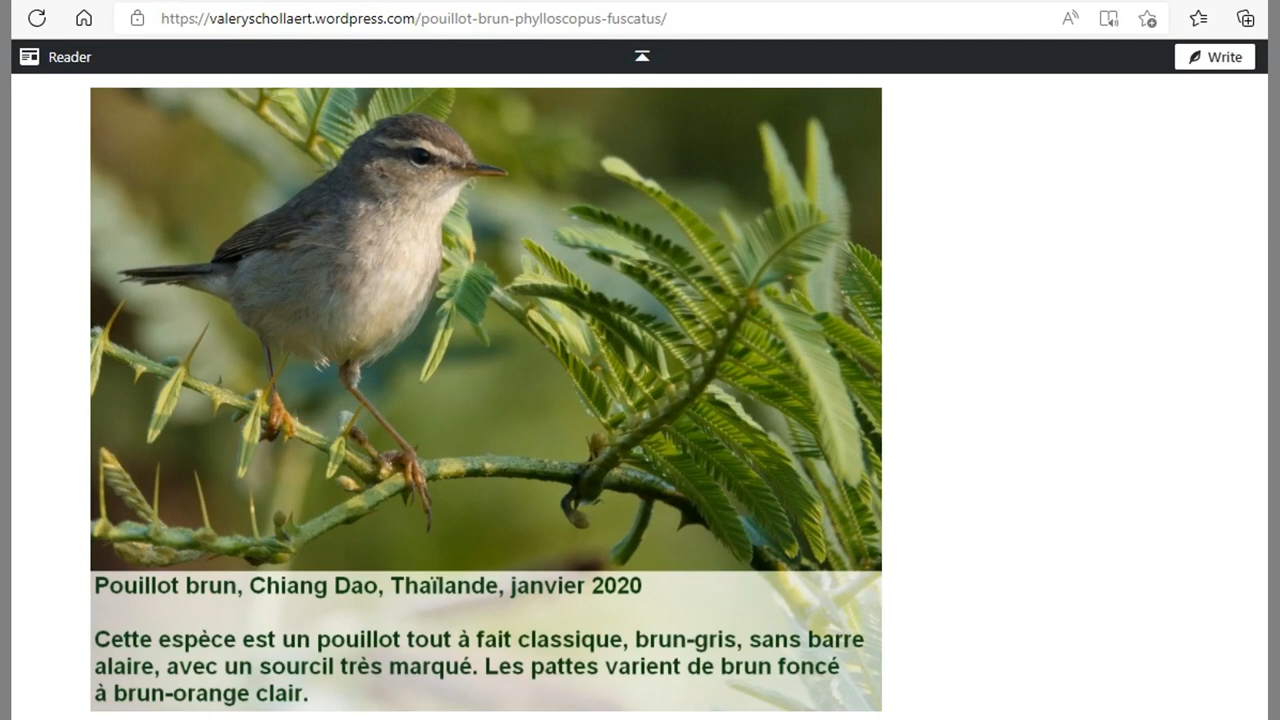 https://valeryschollaert.wordpress.com/pouillot-brun-phylloscopus-fuscatus/
Reader
Write
Pouillot brun, Chiang Dao, Thaïlande, janvier 2020
Cette espèce est un pouillot tout à fait classique, brun-gris, sans barre
alaire, avec un sourcil très marqué. Les pattes varient de brun foncé
à brun-orange clair.